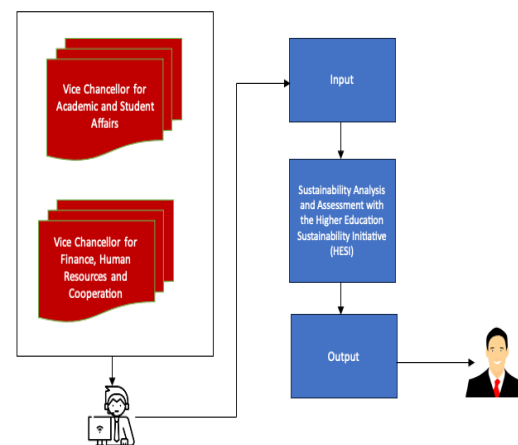 Vice Chancellor for
Academic and Student
Affairs
Vice Chancellor for
Finance, Human
Resources and
Cooperation
Input
Sustainability Analysis
and Assessment with
the Higher Education
Sustainability Initiative
(HESI)
Output